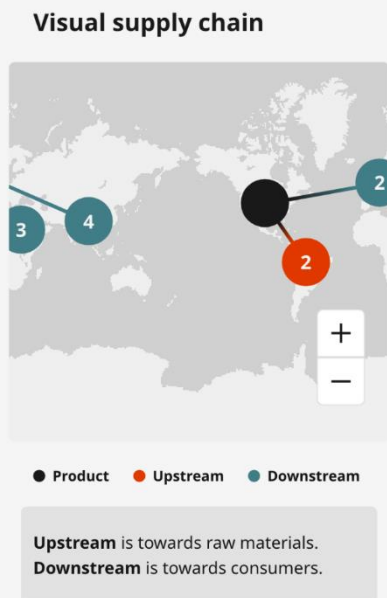 Visual supply chain
2
3
4
2
+
−
Product Upstream Downstream
Upstream is towards raw materials.
Downstream is towards consumers.